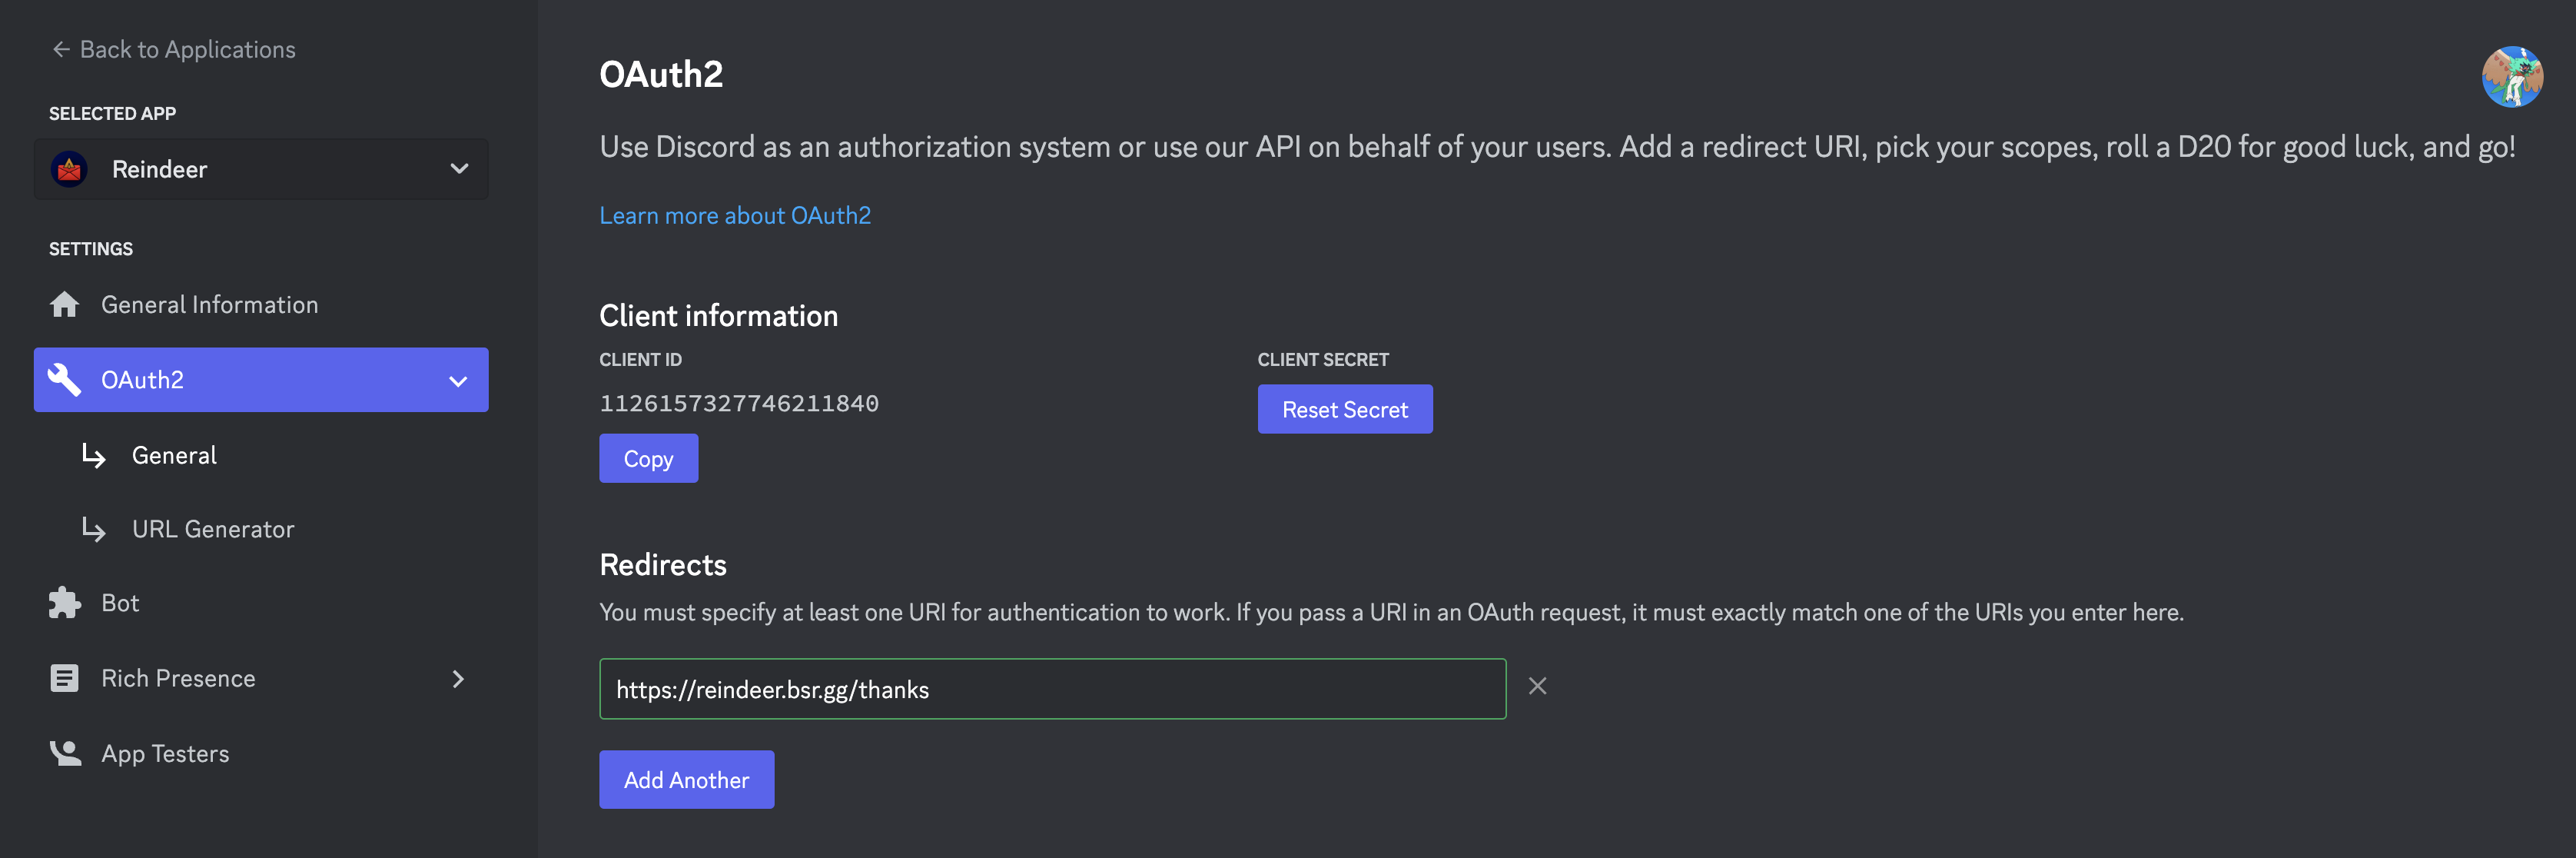 Back to Applications
SELECTED APP
Reindeer
SETTINGS
General Information
OAuth2
General
URL Generator
Bot
Rich Presence
App Testers
OAuth2
Use Discord as an authorization system or use our API on behalf of your users. Add a redirect URI, pick your scopes, roll a D20 for good luck, and go!
Learn more about OAuth2
Client information
CLIENT ID
1126157327746211840
Copy
CLIENT SECRET
Reset Secret
Redirects
You must specify at least one URI for authentication to work. If you pass a URI in an OAuth request, it must exactly match one of the URIs you enter here.
https://reindeer.bsr.gg/thanks
Add Another